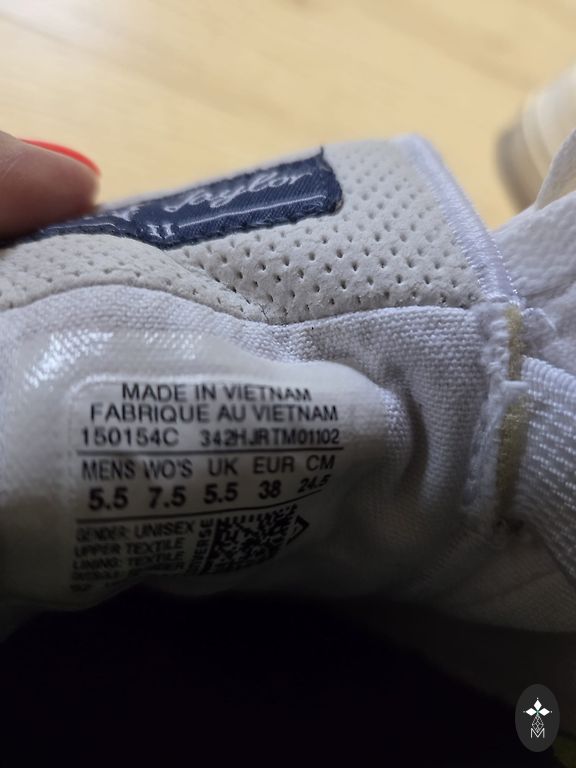 Taylor
II
MADE IN VIETNAM
FABRIQUE AU VIETNAM
150154C 342HJRTM01102
MENS WO'S UK EUR CM
5.5 7.5 5.5 38 24.5
GENDER: UNISEX
UPPER TEXTILE
LINING: TEXTILE
M